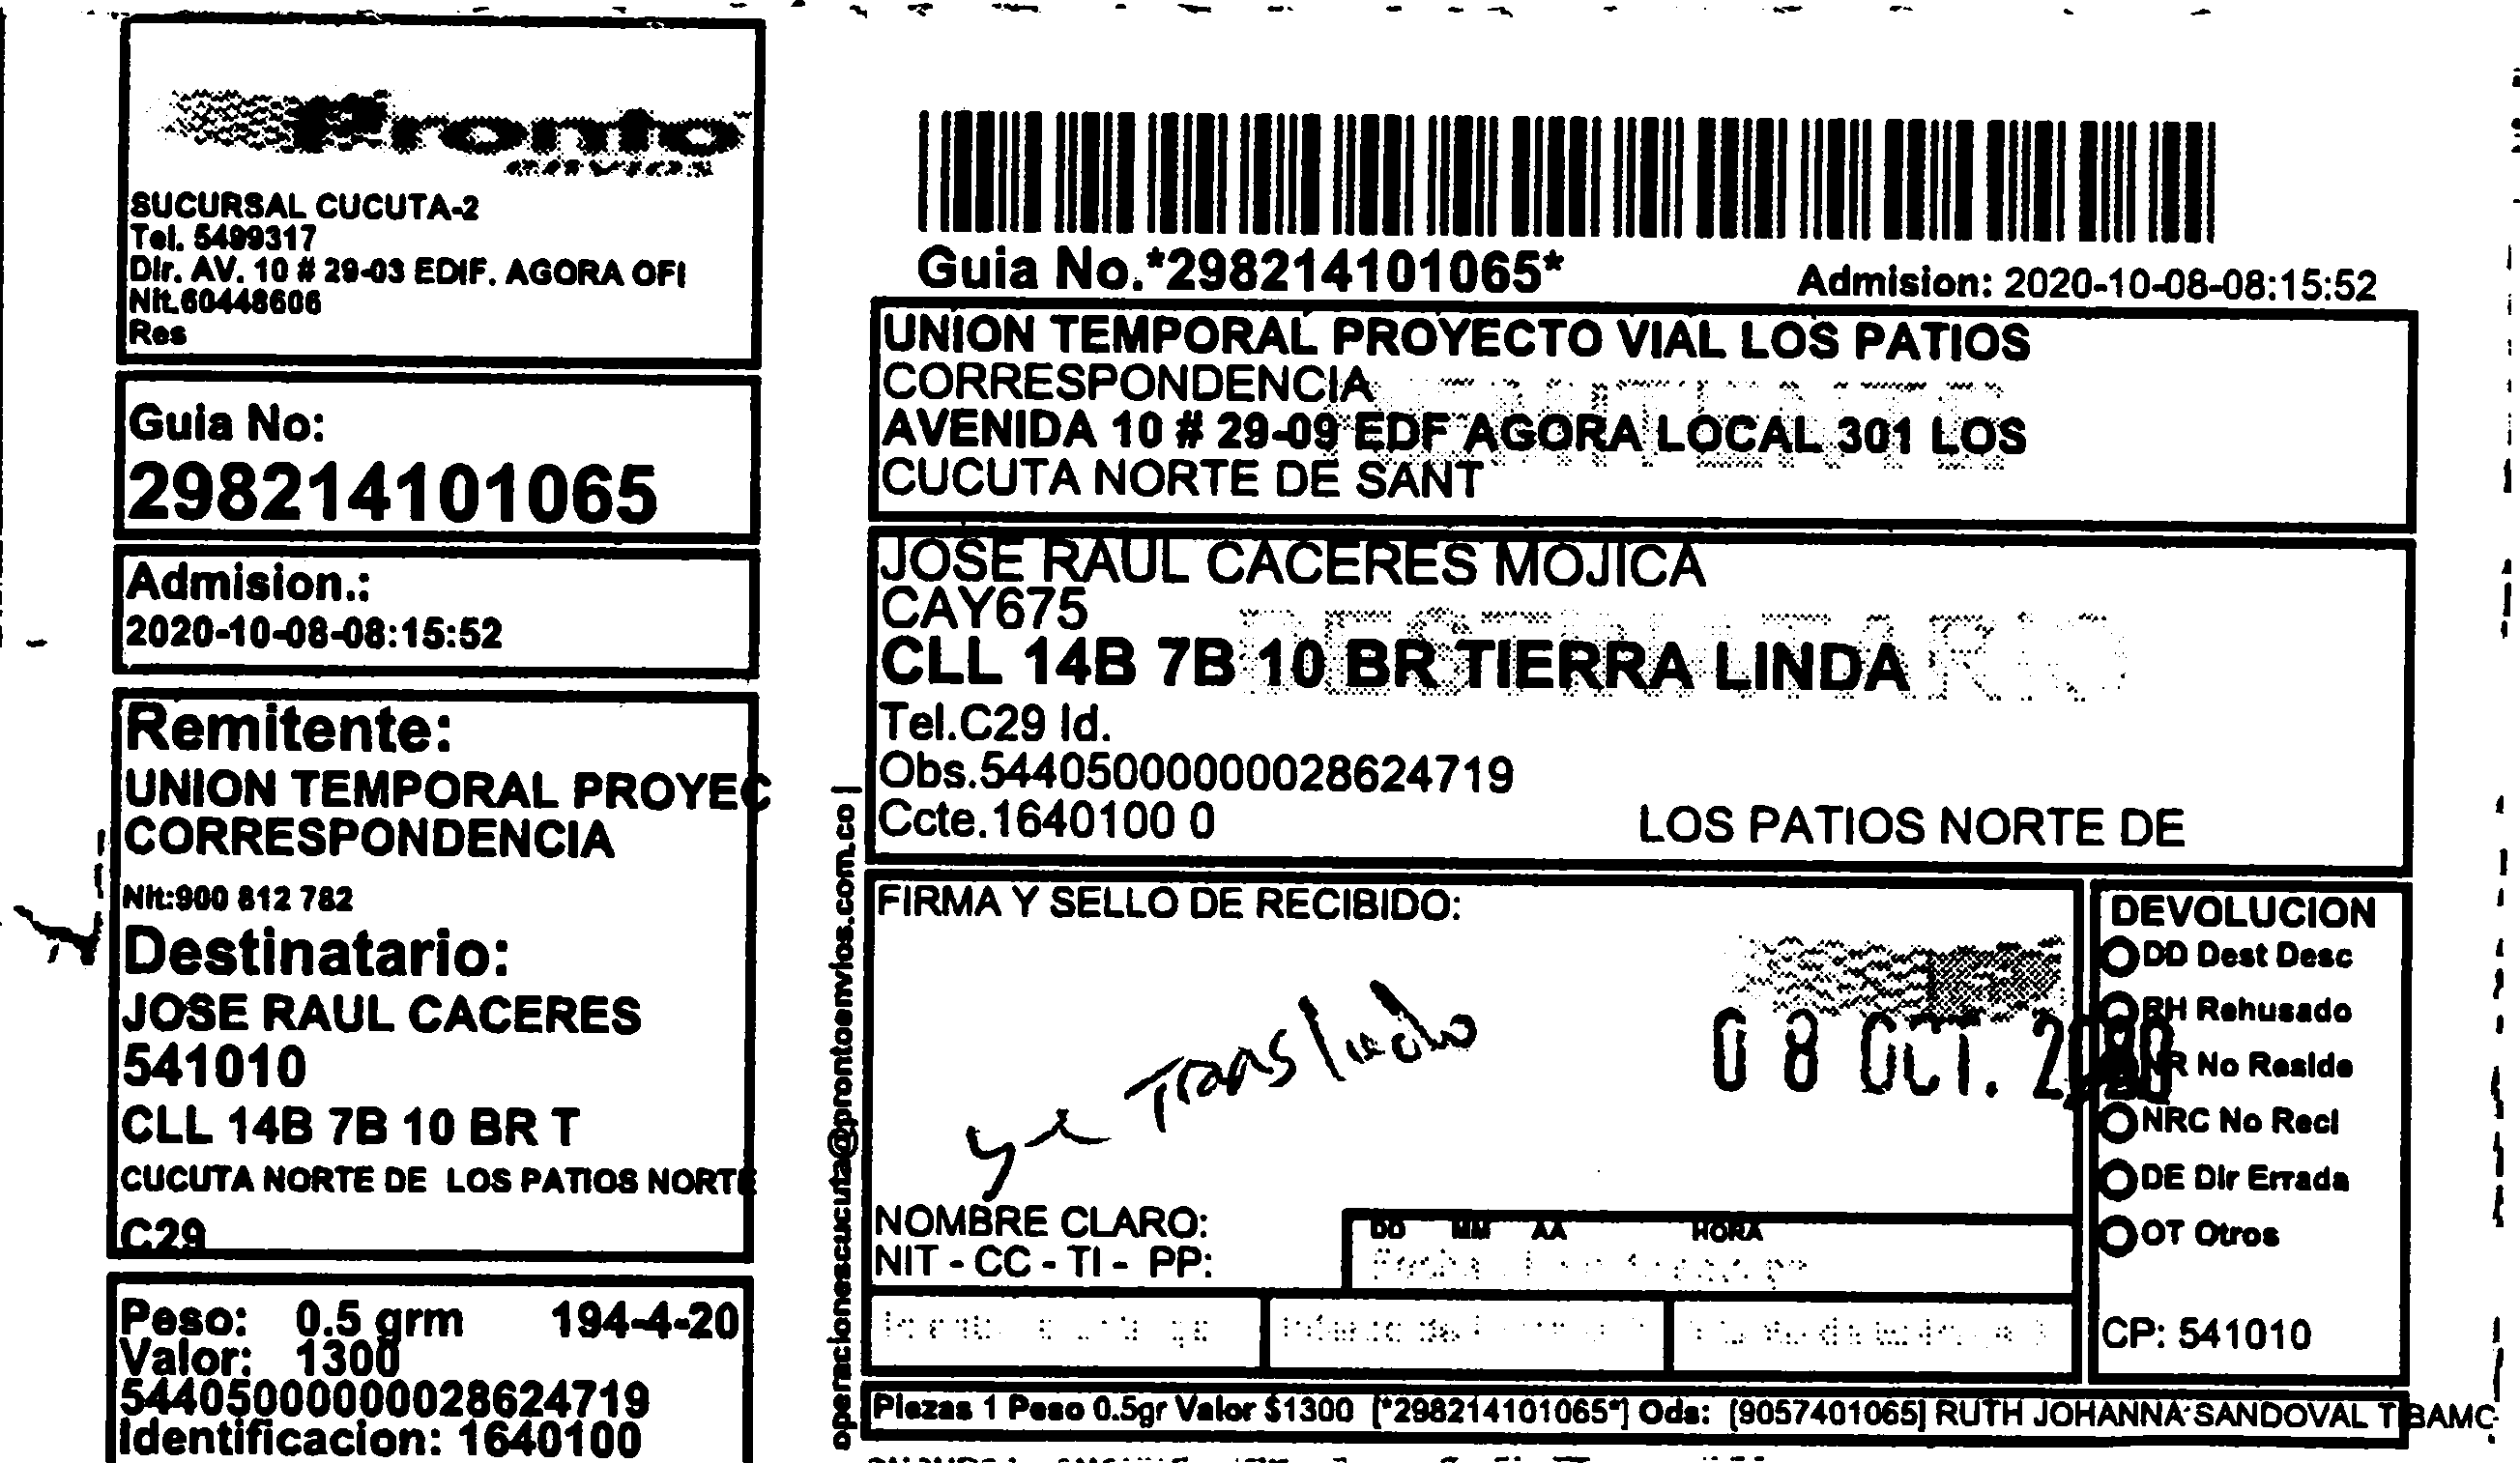 Pronto
SUCURSAL CUCUTA-2
Tel. 5499317
Dir. AV. 10 # 29-03 EDIF. AGORA OFI
Nit.60448606
Res
Guia No:
298214101065
Admision.:
2020-10-08-08:15:52
Remitente:
UNION TEMPORAL PROYEC
CORRESPONDENCIA
Nit:900 812 782
Destinatario:
JOSE RAUL CACERES
541010
CLL 14B 7B 10 BR T
CUCUTA NORTE DE LOS PATIOS NORTE
C29
Peso: 0.5 grm 194-4-20
Valor: 1300
544050000000028624719
Identificacion: 1640100
operacionescucuta@prontoenvios.com.co |
Guia No.*298214101065*
Admision: 2020-10-08-08:15:52
UNION TEMPORAL PROYECTO VIAL LOS PATIOS
CORRESPONDENCIA
REMITENTE
AVENIDA 10 # 29-09 EDF AGORA LOCAL 301 LOS
CUCUTA NORTE DE SANT
JOSE RAUL CACERES MOJICA
CAY675
DESTINATARIO
CLL 14B 7B 10 BR TIERRA LINDA
Tel.C29 Id.
Obs.544050000000028624719
Ccte.1640100 0
LOS PATIOS NORTE DE
FIRMA Y SELLO DE RECIBIDO:
Trasludo
08 OCT. 2020
NOMBRE CLARO:
NIT - CC - TI - PP:
DD MM AA HORA
DEVOLUCION
DD Dest Desc
RH Rehusado
NR No Reside
NRC No Recl
DE Dir Errada
OT Otros
CP: 541010
Piezas 1 Peso 0.5gr Valor $1300 [*298214101065*] Ods: [9057401065] RUTH JOHANNA SANDOVAL TIBAMO